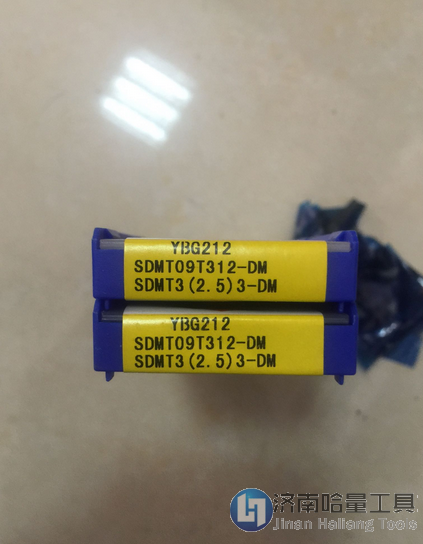 YBG212
SDMT09T312-DM
SDMT3(2.5)3-DM
YBG212
SDMT09T312-DM
SDMT3(2.5)3-DM
济南哈量工具
Jinan Haliang Tools